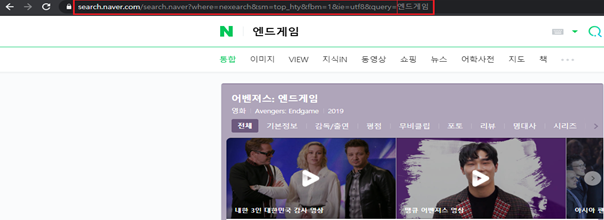 search.naver.com/search.naver?where=nexearch&sm=top_hty&fbm=1&ie=utf8&query=엔드게임
N 엔드게임
통합 이미지 VIEW 지식iN 동영상 쇼핑 뉴스 어학사전 지도 책
어벤져스: 엔드게임
영화 Avengers: Endgame 2019
전체 기본정보 감독/출연 평점 무비클립 포토 리뷰 명대사 시리즈
내한 3인 대한민국 감사 영상
어벤져스 영상
아시아 팬